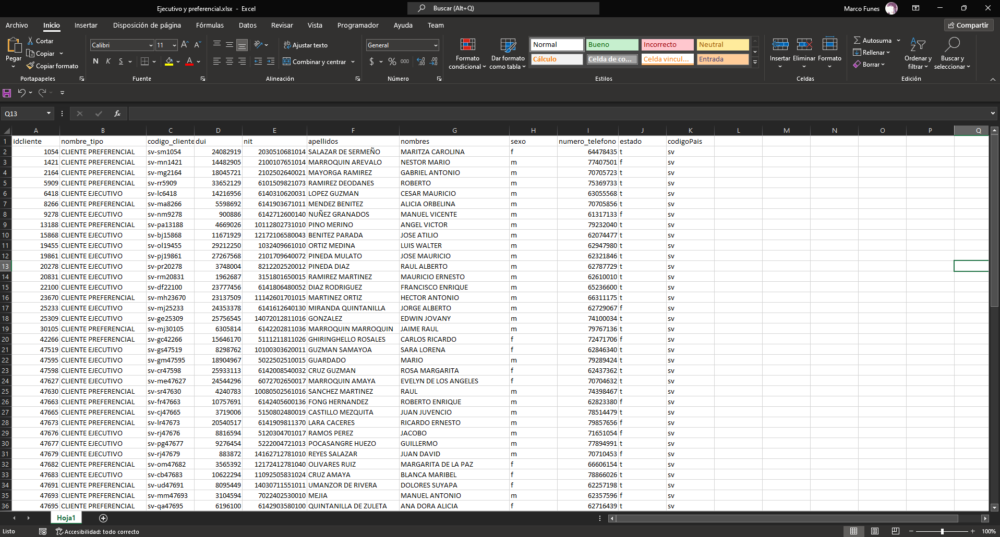 Ejecutivo y preferencial.xlsx - Excel
Buscar (Alt+Q)
Marco Funes
Archivo Inicio Insertar Disposición de página Fórmulas Datos Revisar Vista Programador Ayuda Team
Compartir
Pegar
Cortar
Copiar
Copiar formato
Portapapeles
Calibri 11
N K S
Fuente
Ajustar texto
Combinar y centrar
Alineación
General
$ % 000
Número
Formato condicional
Dar formato como tabla
Normal Bueno Incorrecto Neutral
Cálculo Celda de co... Celda vincul... Entrada
Estilos
Insertar Eliminar Formato
Celdas
Autosuma
Rellenar
Borrar
Ordenar y filtrar
Buscar y seleccionar
Edición
Q13
fx
A B C D E F G H I J K L M N O P Q
1 idcliente nombre_tipo codigo_cliente dui nit apellidos nombres sexo numero_telefono estado codigoPais
2 1054 CLIENTE PREFERENCIAL sv-sm1054 24082919 2030510681014 SALAZAR DE SERMEÑO MARITZA CAROLINA f 64478435 t sv
3 1421 CLIENTE PREFERENCIAL sv-mn1421 14482905 2100107651014 MARROQUIN AREVALO NESTOR MARIO m 77407501 f sv
4 2164 CLIENTE PREFERENCIAL sv-mg2164 18045721 2102502640021 MAYORGA RAMIREZ GABRIEL ANTONIO m 70705723 t sv
5 5909 CLIENTE PREFERENCIAL sv-rr5909 33652129 6101509821073 RAMIREZ DEODANES ROBERTO m 75369733 t sv
6 6418 CLIENTE EJECUTIVO sv-lc6418 14216956 6140310620031 LOPEZ GUZMAN CESAR MAURICIO m 63055568 t sv
7 8266 CLIENTE PREFERENCIAL sv-ma8266 5598692 6141903671011 MENDEZ BENITEZ ALICIA ORBELINA m 70705856 t sv
8 9278 CLIENTE EJECUTIVO sv-nm9278 900886 6142712600140 NUÑEZ GRANADOS MANUEL VICENTE m 61317133 f sv
9 13188 CLIENTE PREFERENCIAL sv-pa13188 4669026 10112802731010 PINO MERINO ANGEL VICTOR m 79232040 t sv
10 15868 CLIENTE EJECUTIVO sv-bj15868 11671929 12172106580043 BENITEZ PARADA JOSE ATILIO m 62074477 t sv
11 19455 CLIENTE EJECUTIVO sv-ol19455 29212250 1032409661010 ORTIZ MEDINA LUIS WALTER m 62947980 t sv
12 19861 CLIENTE EJECUTIVO sv-pj19861 27267568 2101709640072 PINEDA MULATO JOSE MAURICIO m 62321846 t sv
13 20278 CLIENTE EJECUTIVO sv-pr20278 3748004 8212202520012 PINEDA DIAZ RAUL ALBERTO m 62787729 t sv
14 20831 CLIENTE EJECUTIVO sv-rm20831 1962687 3151801650015 RAMIREZ MARTINEZ MAURICIO ERNESTO m 62610010 t sv
15 22100 CLIENTE EJECUTIVO sv-df22100 23777456 6141806480052 DIAZ RODRIGUEZ FRANCISCO ENRIQUE m 65236600 t sv
16 23670 CLIENTE PREFERENCIAL sv-mh23670 23137509 11142601701015 MARTINEZ ORTIZ HECTOR ANTONIO m 66311175 t sv
17 25233 CLIENTE EJECUTIVO sv-mj25233 24353378 6141612640130 MIRANDA QUINTANILLA JORGE ALBERTO m 62729067 f sv
18 25309 CLIENTE EJECUTIVO sv-ge25309 25756545 14072012811016 GONZALEZ EDWIN JOVANY m 74100034 t sv
19 30105 CLIENTE PREFERENCIAL sv-mj30105 6305814 6142202811036 MARROQUIN MARROQUIN JAIME RAUL m 79767136 t sv
20 42266 CLIENTE PREFERENCIAL sv-gc42266 15646170 5111211811026 GHIRINGHELLO ROSALES CARLOS RICARDO f 72471706 f sv
21 47519 CLIENTE EJECUTIVO sv-gs47519 8298762 10100303620011 GUZMAN SAMAYOA SARA LORENA f 62846340 t sv
22 47595 CLIENTE EJECUTIVO sv-gm47595 18904967 5022502510015 GUARDADO MARIO m 79289424 t sv
23 47598 CLIENTE EJECUTIVO sv-cr47598 25933113 6142008540032 CRUZ GUZMAN ROSA MARGARITA f 62437362 t sv
24 47627 CLIENTE EJECUTIVO sv-me47627 24544296 6072702650017 MARROQUIN AMAYA EVELYN DE LOS ANGELES f 70704632 t sv
25 47630 CLIENTE PREFERENCIAL sv-sr47630 4240783 10080502561016 SANCHEZ MARTINEZ RAUL m 74398467 t sv
26 47663 CLIENTE PREFERENCIAL sv-fr47663 10757691 6142405600136 FONG HERNANDEZ ROBERTO ENRIQUE m 62823380 f sv
27 47665 CLIENTE PREFERENCIAL sv-cj47665 3719006 5150802480019 CASTILLO MEZQUITA JUAN JUVENCIO m 78514479 t sv
28 47673 CLIENTE PREFERENCIAL sv-lr47673 20540517 6141909811370 LARA CACERES RICARDO ERNESTO m 79857656 f sv
29 47676 CLIENTE EJECUTIVO sv-rj47676 8816594 5120304701017 RAMOS PEREZ JACOBO m 71651054 f sv
30 47677 CLIENTE EJECUTIVO sv-pg47677 9276454 5222004721013 POCASANGRE HUEZO GUILLERMO m 77894991 t sv
31 47679 CLIENTE EJECUTIVO sv-rj47679 883872 14162712781010 REYES SALAZAR JUAN DAVID m 70710453 f sv
32 47682 CLIENTE PREFERENCIAL sv-om47682 3565392 12172412781040 OLIVARES RUIZ MARGARITA DE LA PAZ f 66606154 t sv
33 47683 CLIENTE EJECUTIVO sv-cb47683 10622294 11092505831024 CRUZ AMAYA BLANCA MARIBEL f 78866026 t sv
34 47691 CLIENTE PREFERENCIAL sv-ud47691 8095449 14030711551011 UMANZOR DE RIVERA DOLORES SUYAPA f 62257198 t sv
35 47693 CLIENTE PREFERENCIAL sv-mm47693 3104594 7022402530010 MEJIA MANUEL ANTONIO m 62357596 f sv
36 47695 CLIENTE PREFERENCIAL sv-qa47695 6196100 6142903580100 QUINTANILLA DE ZULETA ANA DORA ALICIA f 62716439 t sv
Hoja1
Listo
Accesibilidad: todo correcto
100%